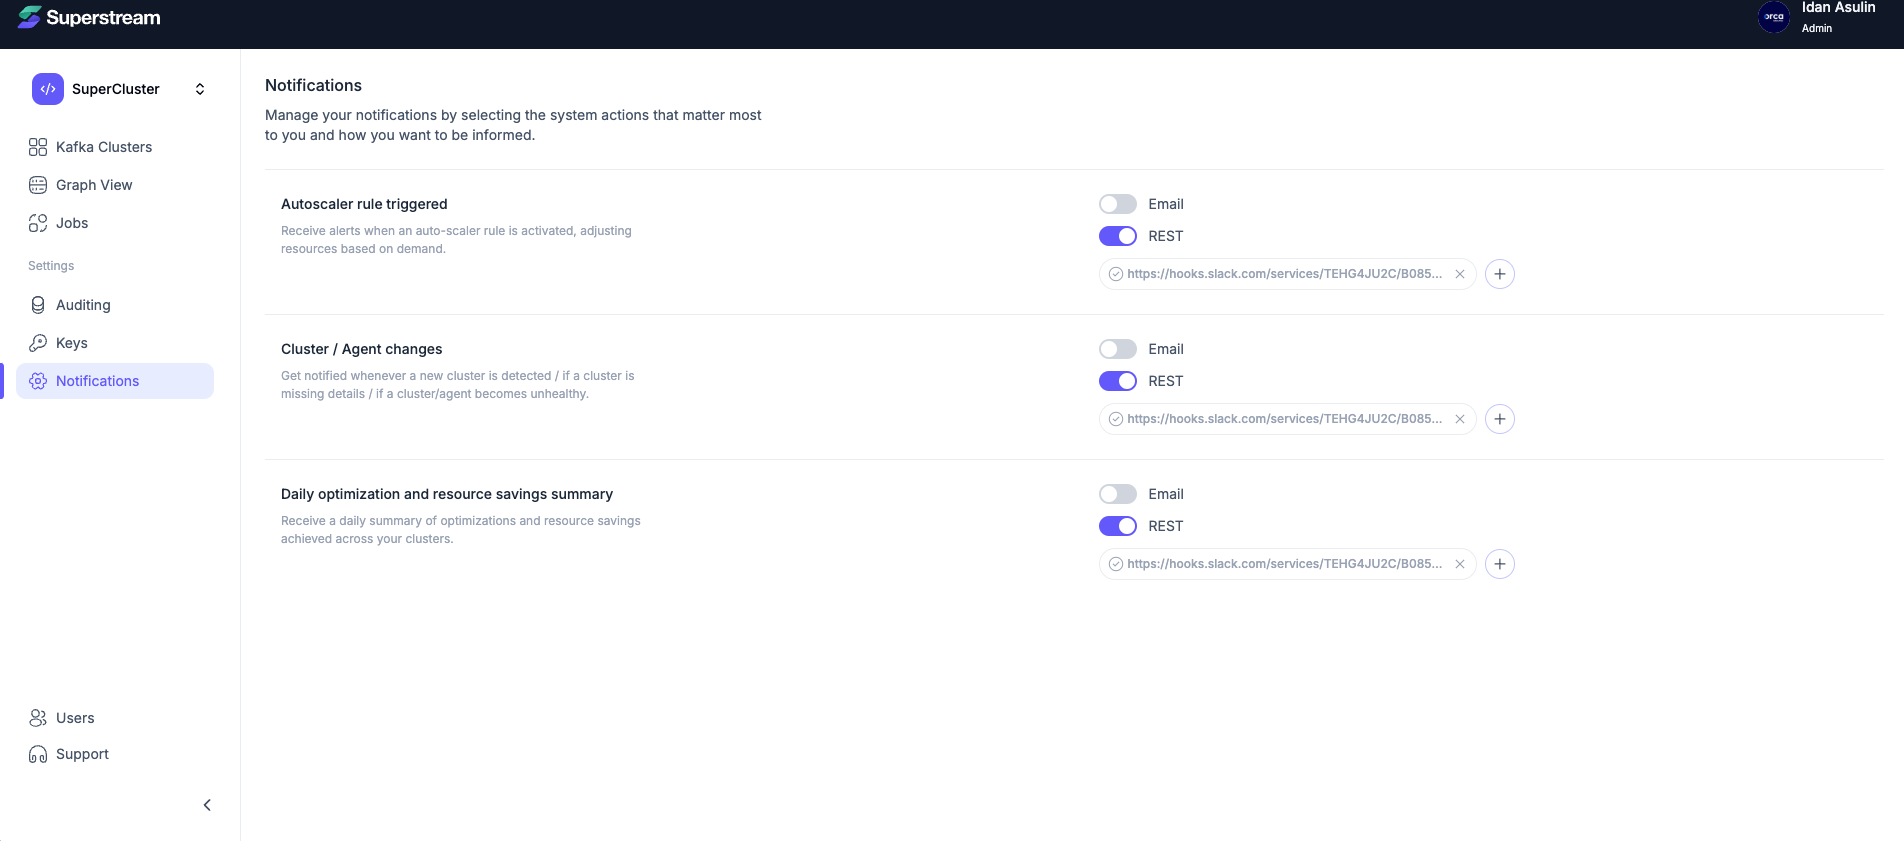 Superstream
Idan Asulin
Admin
SuperCluster
Kafka Clusters
Graph View
Jobs
Settings
Auditing
Keys
Notifications
Users
Support
Notifications
Manage your notifications by selecting the system actions that matter most
to you and how you want to be informed.
Autoscaler rule triggered
Receive alerts when an auto-scaler rule is activated, adjusting
resources based on demand.
Email
REST
https://hooks.slack.com/services/TEHG4JU2C/B085...
Cluster / Agent changes
Get notified whenever a new cluster is detected / if a cluster is
missing details / if a cluster/agent becomes unhealthy.
Email
REST
https://hooks.slack.com/services/TEHG4JU2C/B085...
Daily optimization and resource savings summary
Receive a daily summary of optimizations and resource savings
achieved across your clusters.
Email
REST
https://hooks.slack.com/services/TEHG4JU2C/B085...